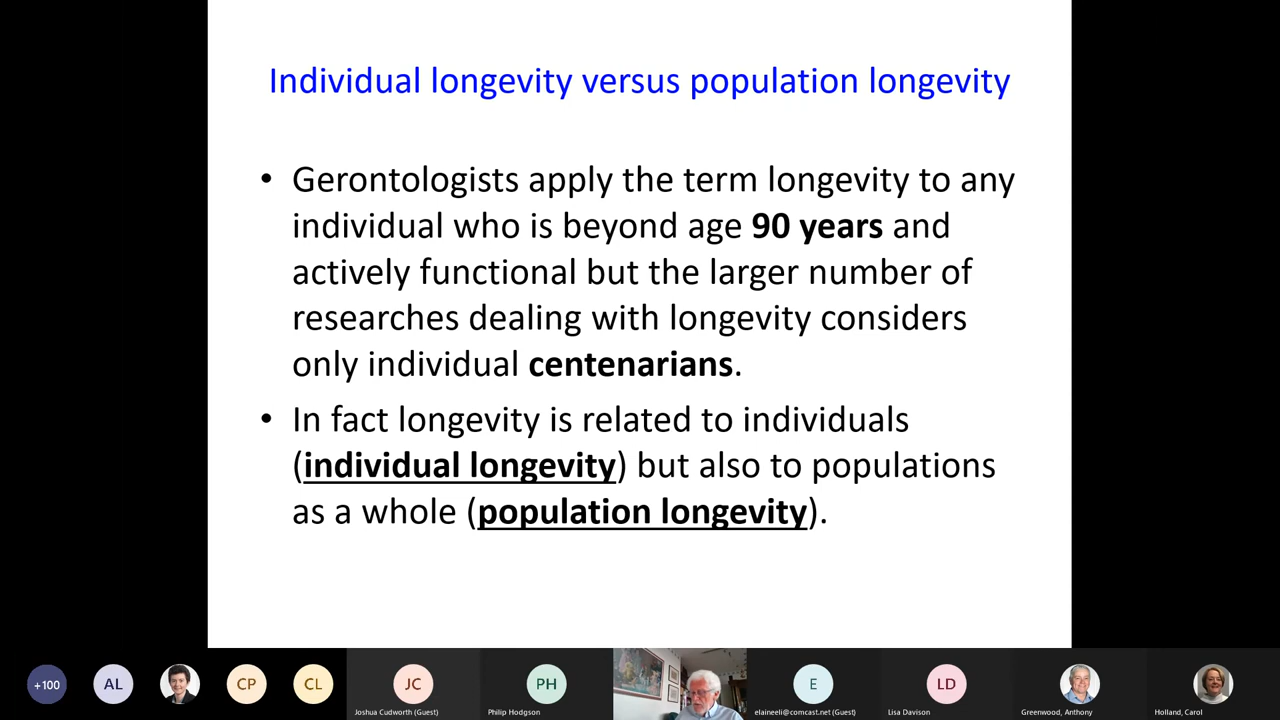 Individual longevity versus population longevity
• Gerontologists apply the term longevity to any
individual who is beyond age 90 years and
actively functional but the larger number of
researches dealing with longevity considers
only individual centenarians.
• In fact longevity is related to individuals
(individual longevity) but also to populations
as a whole (population longevity).
+100
AL
CP
CL
JC
Joshua Cudworth (Guest)
PH
Philip Hodgson
E
elaineeli@comcast.net (Guest)
LD
Lisa Davison
Greenwood, Anthony
Holland, Carol